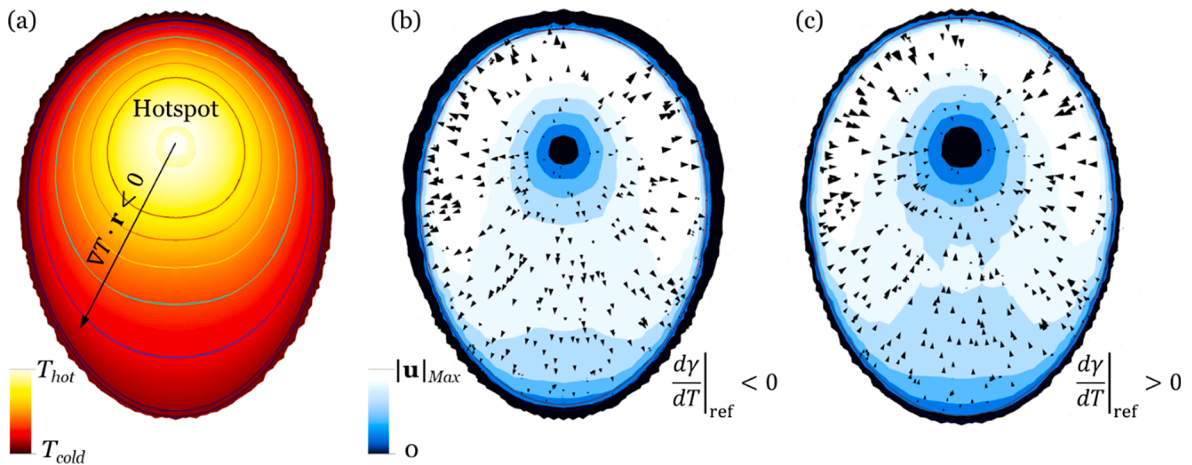 (a)
(b)
(c)
Hotspot
∇T · r < 0
T_hot
T_cold
|u|_Max
0
dγ/dT|_ref < 0
dγ/dT|_ref > 0